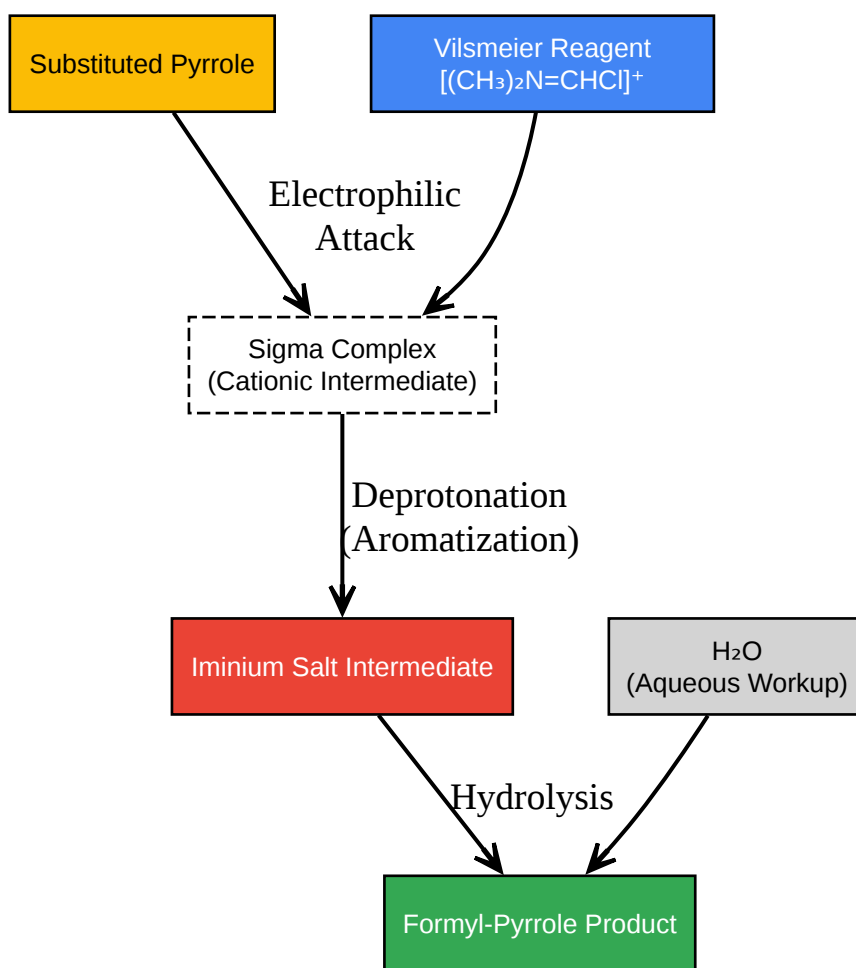 Substituted Pyrrole
Vilsmeier Reagent
[(CH₃)₂N=CHCl]⁺
Electrophilic
Attack
Sigma Complex
(Cationic Intermediate)
Deprotonation
(Aromatization)
Iminium Salt Intermediate
H₂O
(Aqueous Workup)
Hydrolysis
Formyl-Pyrrole Product